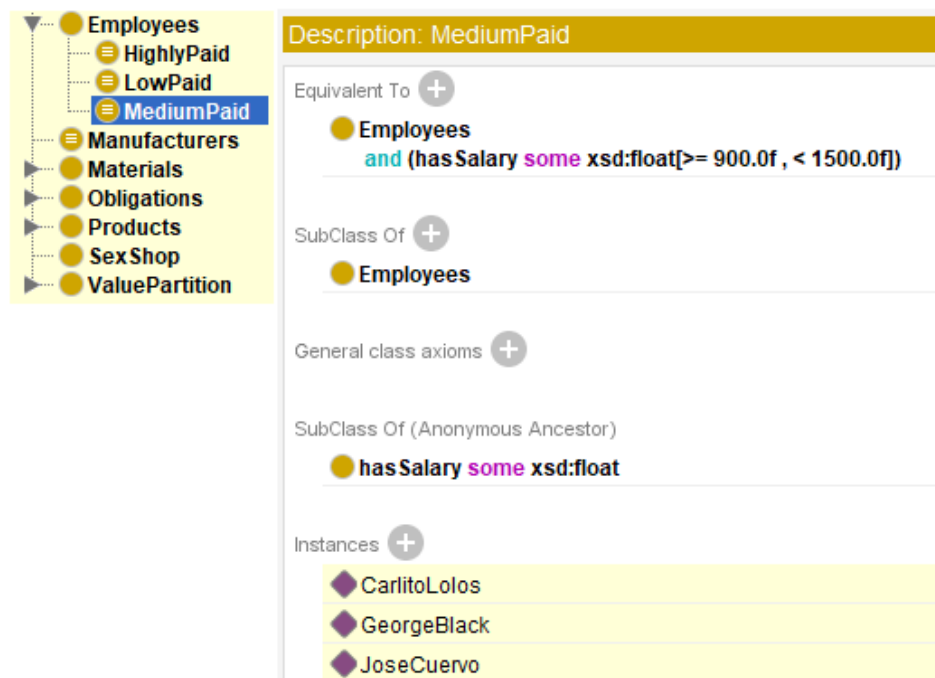 Employees
HighlyPaid
LowPaid
MediumPaid
Manufacturers
Materials
Obligations
Products
SexShop
ValuePartition
Description: MediumPaid
Equivalent To
Employees
and (hasSalary some xsd:float[>= 900.0f , < 1500.0f])
SubClass Of
Employees
General class axioms
SubClass Of (Anonymous Ancestor)
hasSalary some xsd:float
Instances
CarlitoLolos
GeorgeBlack
JoseCuervo